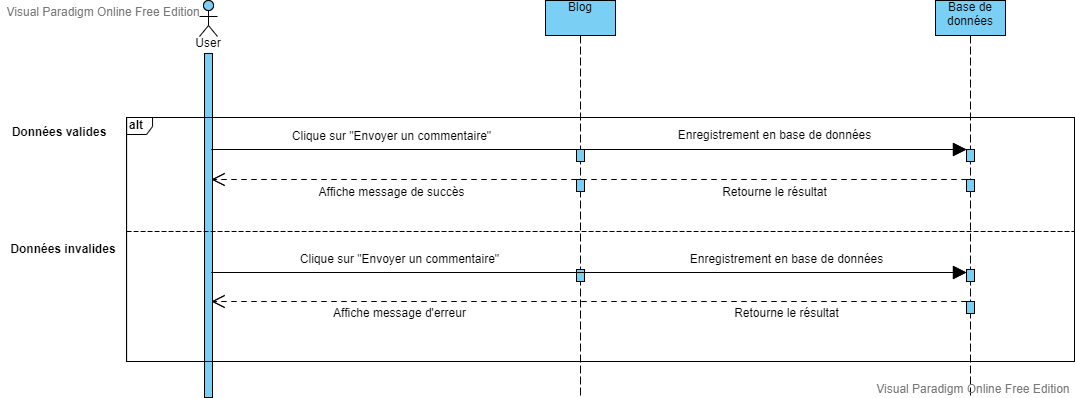 Visual Paradigm Online Free Edition
User
Blog
Base de
données
Données valides
alt
Clique sur "Envoyer un commentaire"
Enregistrement en base de données
Affiche message de succès
Retourne le résultat
Données invalides
Clique sur "Envoyer un commentaire"
Enregistrement en base de données
Affiche message d'erreur
Retourne le résultat
Visual Paradigm Online Free Edition